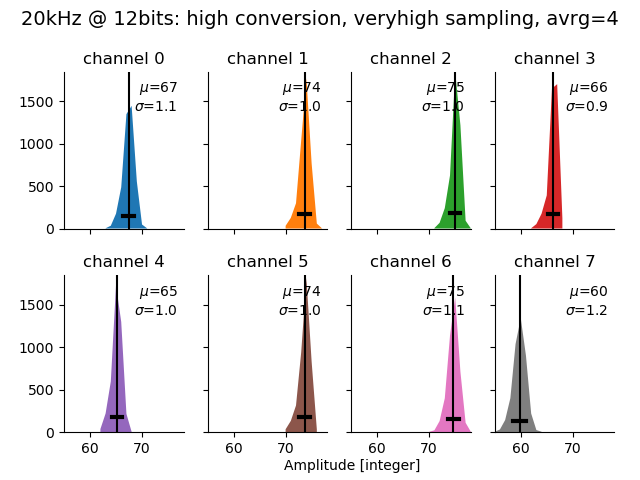 20kHz @ 12bits: high conversion, veryhigh sampling, avrg=4
channel 0
channel 1
channel 2
channel 3
μ=67
σ=1.1
μ=74
σ=1.0
μ=75
σ=1.0
μ=66
σ=0.9
1500
1000
500
0
channel 4
channel 5
channel 6
channel 7
μ=65
σ=1.0
μ=74
σ=1.0
μ=75
σ=1.1
μ=60
σ=1.2
1500
1000
500
0
60 70 60 70 60 70 60 70
Amplitude [integer]